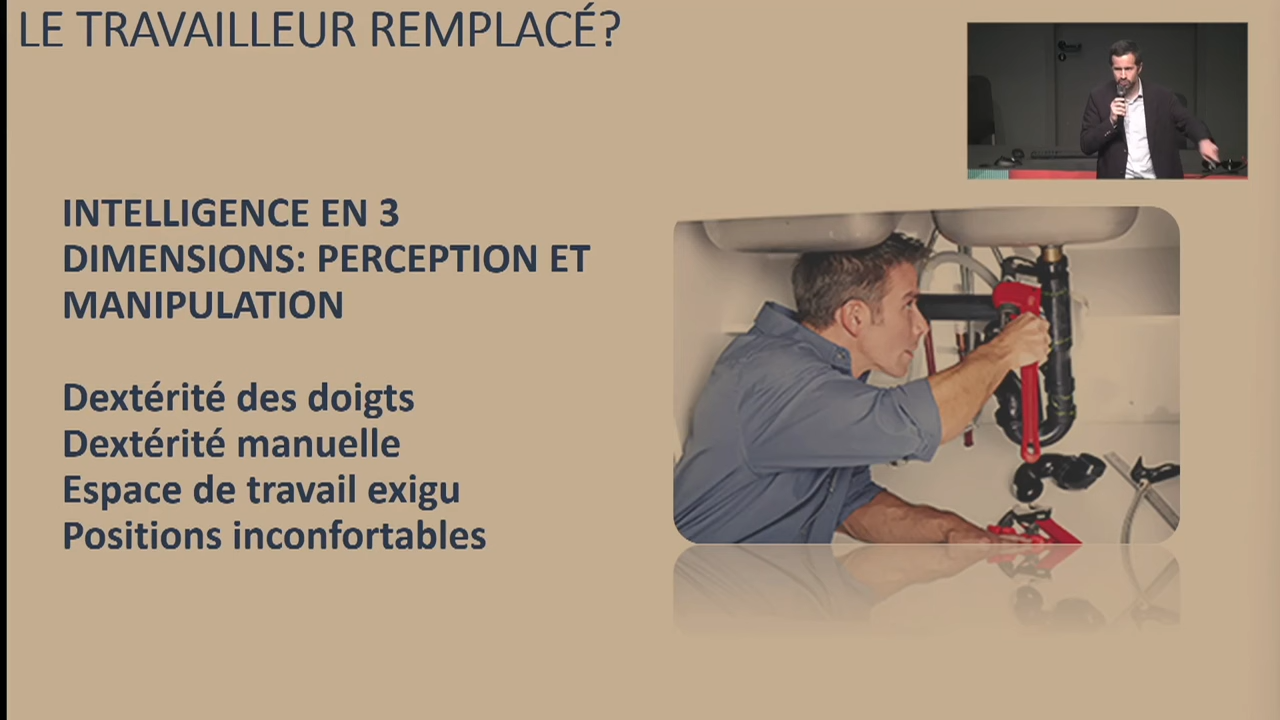 LE TRAVAILLEUR REMPLACÉ?
INTELLIGENCE EN 3
DIMENSIONS: PERCEPTION ET
MANIPULATION
Dextérité des doigts
Dextérité manuelle
Espace de travail exigu
Positions inconfortables